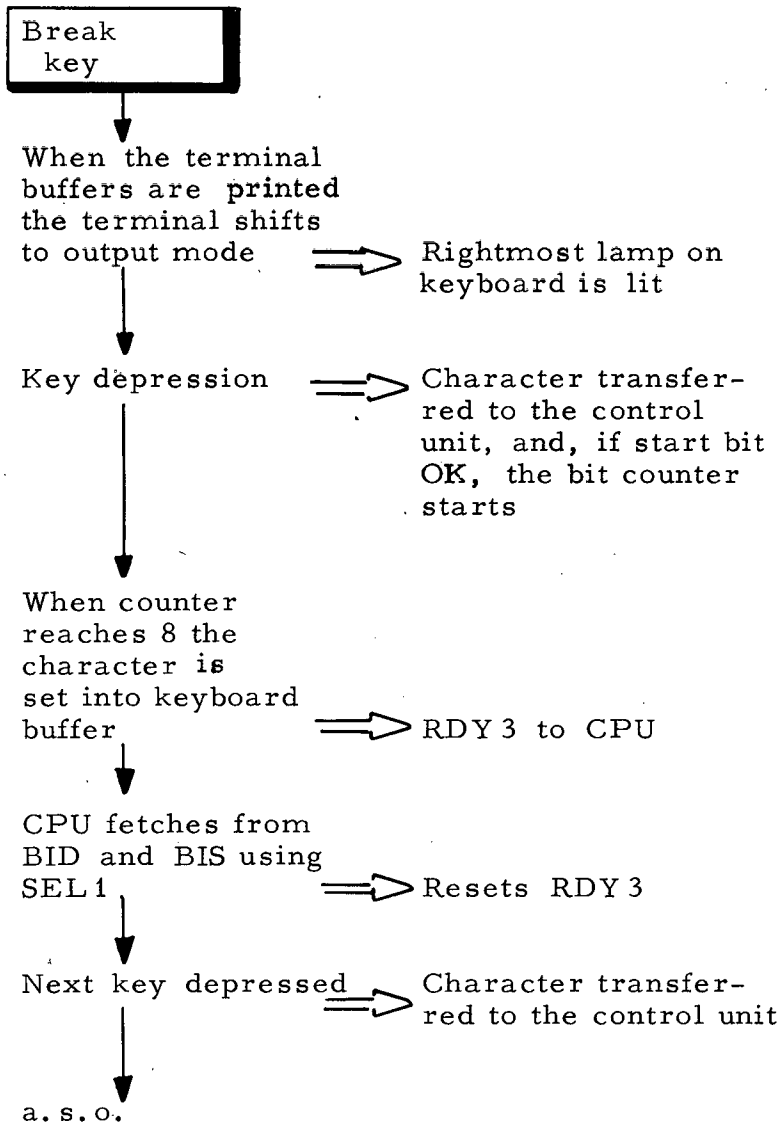 Break
key
When the terminal
buffers are printed
the terminal shifts
to output mode
Rightmost lamp on
keyboard is lit
Key depression
Character transfer-
red to the control
unit, and, if start bit
OK, the bit counter
starts
When counter
reaches 8 the
character is
set into keyboard
buffer
RDY 3 to CPU
CPU fetches from
BID and BIS using
SEL1
Resets RDY 3
Next key depressed
Character transfer-
red to the control unit
a. s. o.